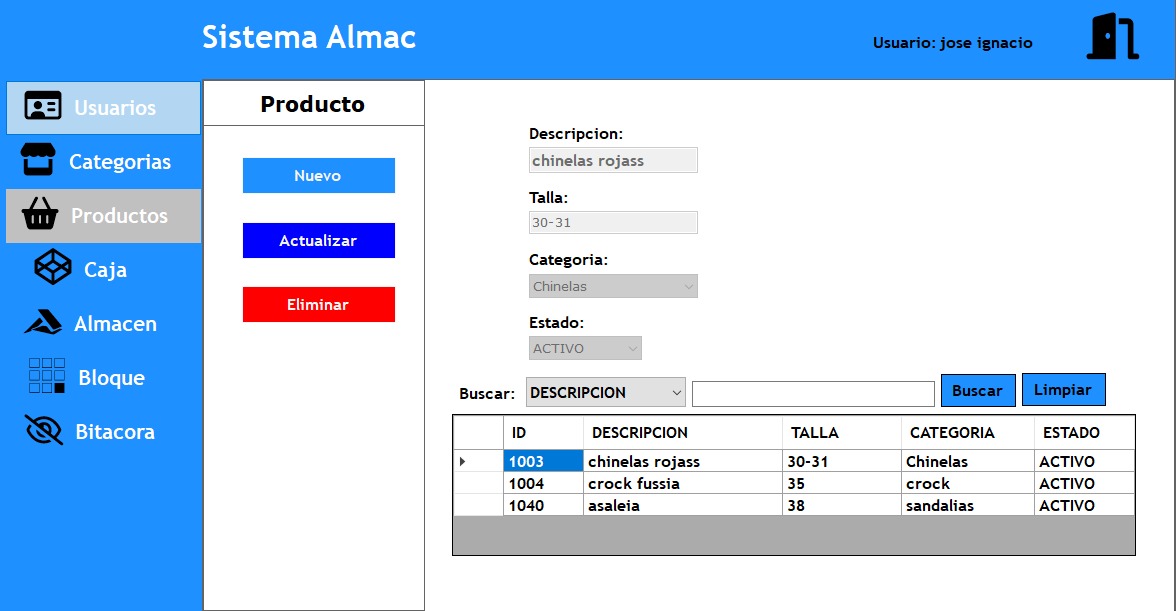 Sistema Almac
Usuario: jose ignacio
Usuarios
Categorias
Productos
Caja
Almacen
Bloque
Bitacora
Producto
Nuevo
Actualizar
Eliminar
Descripcion:
chinelas rojass
Talla:
30-31
Categoria:
Chinelas
Estado:
ACTIVO
Buscar: DESCRIPCION Buscar Limpiar
ID DESCRIPCION TALLA CATEGORIA ESTADO
1003 chinelas rojass 30-31 Chinelas ACTIVO
1004 crock fussia 35 crock ACTIVO
1040 asaleia 38 sandalias ACTIVO